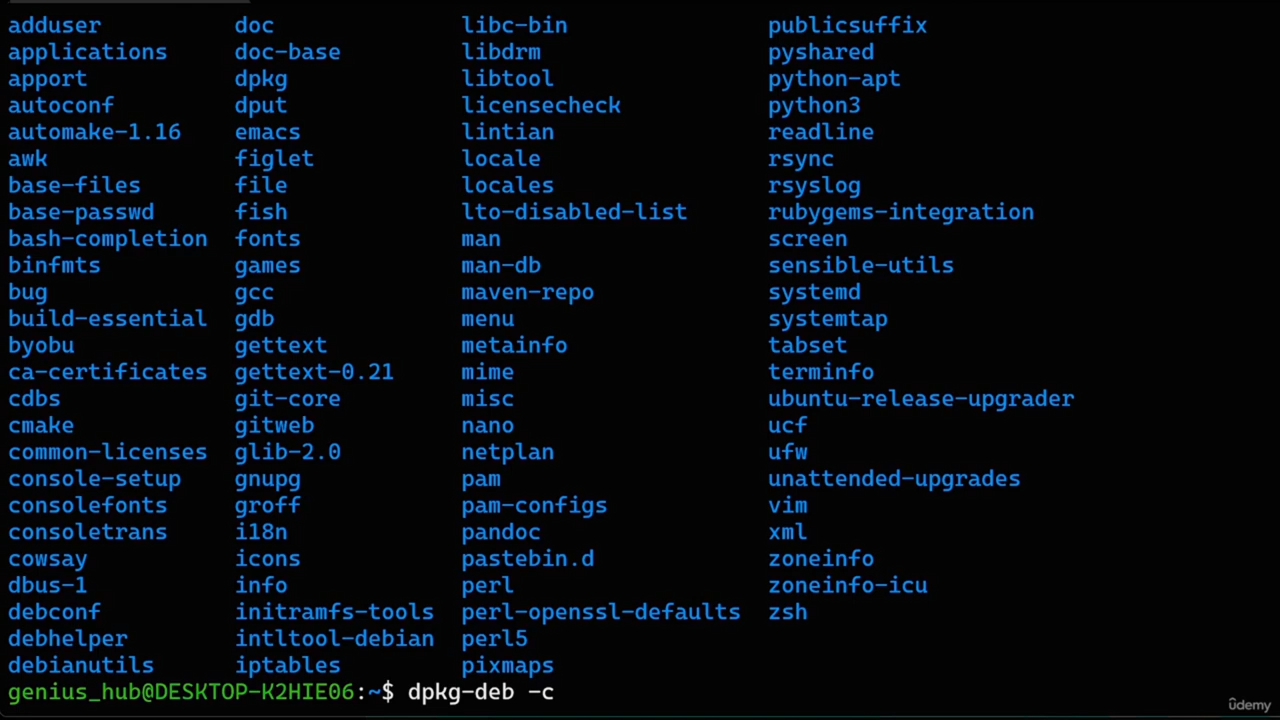 adduser doc libc-bin publicsuffix
applications doc-base libdrm pyshared
apport dpkg libtool python-apt
autoconf dput licensecheck python3
automake-1.16 emacs lintian readline
awk figlet locale rsync
base-files file locales rsyslog
base-passwd fish lto-disabled-list rubygems-integration
bash-completion fonts man screen
binfmts games man-db sensible-utils
bug gcc maven-repo systemd
build-essential gdb menu systemtap
byobu gettext metainfo tabset
ca-certificates gettext-0.21 mime terminfo
cdbs git-core misc ubuntu-release-upgrader
cmake gitweb nano ucf
common-licenses glib-2.0 netplan ufw
console-setup gnupg pam unattended-upgrades
consolefonts groff pam-configs vim
consoletrans i18n pandoc xml
cowsay icons pastebin.d zoneinfo
dbus-1 info perl zoneinfo-icu
debconf initramfs-tools perl-openssl-defaults zsh
debhelper intltool-debian perl5
debianutils iptables pixmaps
genius_hub@DESKTOP-K2HIE06:~$ dpkg-deb -c
udemy